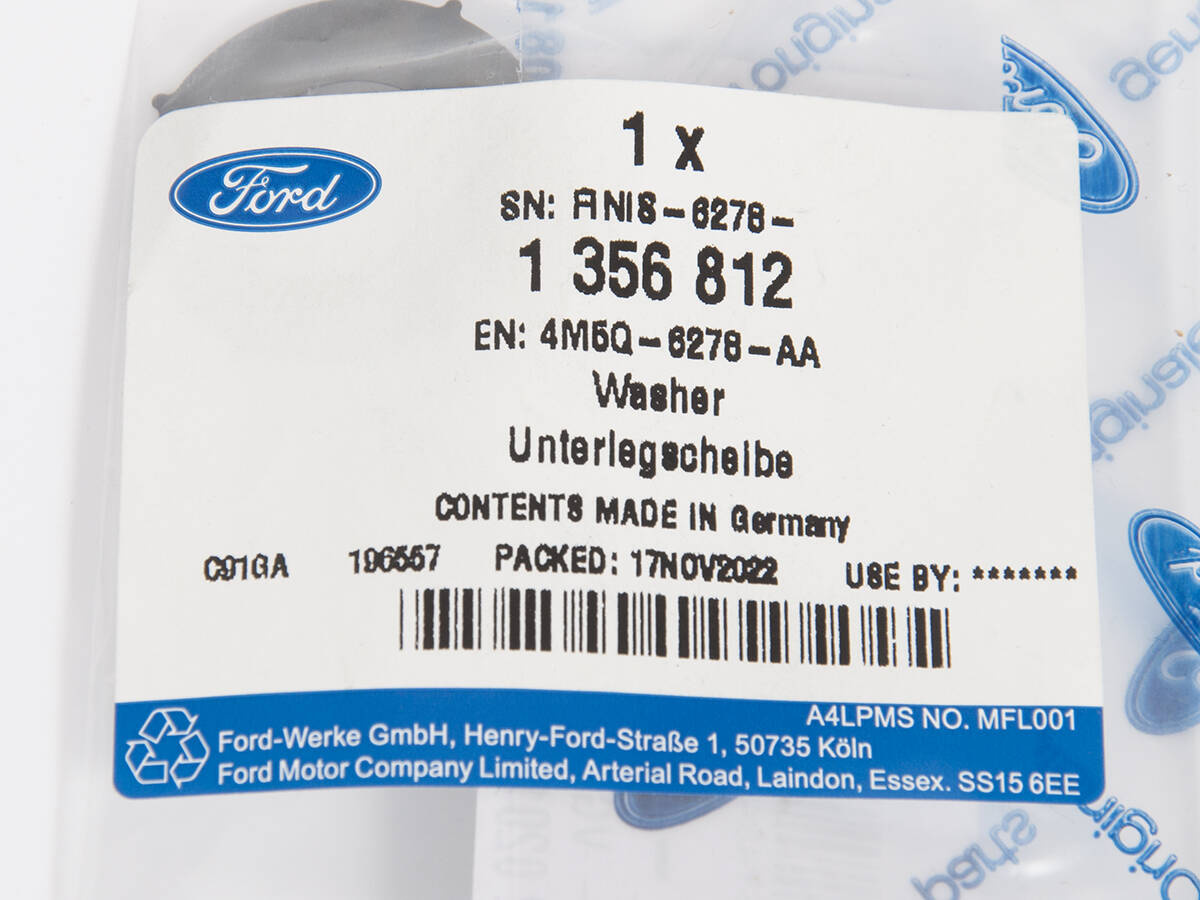 Ford
1 x
SN: FINIS-6278-
1 356 812
EN: 4M5Q-6278-AA
Washer
Unterlegscheibe
CONTENTS MADE IN Germany
C91GA 196557 PACKED: 17NOV2022 USE BY: *******
A4LPMS NO. MFL001
Ford-Werke GmbH, Henry-Ford-Straße 1, 50735 Köln
Ford Motor Company Limited, Arterial Road, Laindon, Essex. SS15 6EE